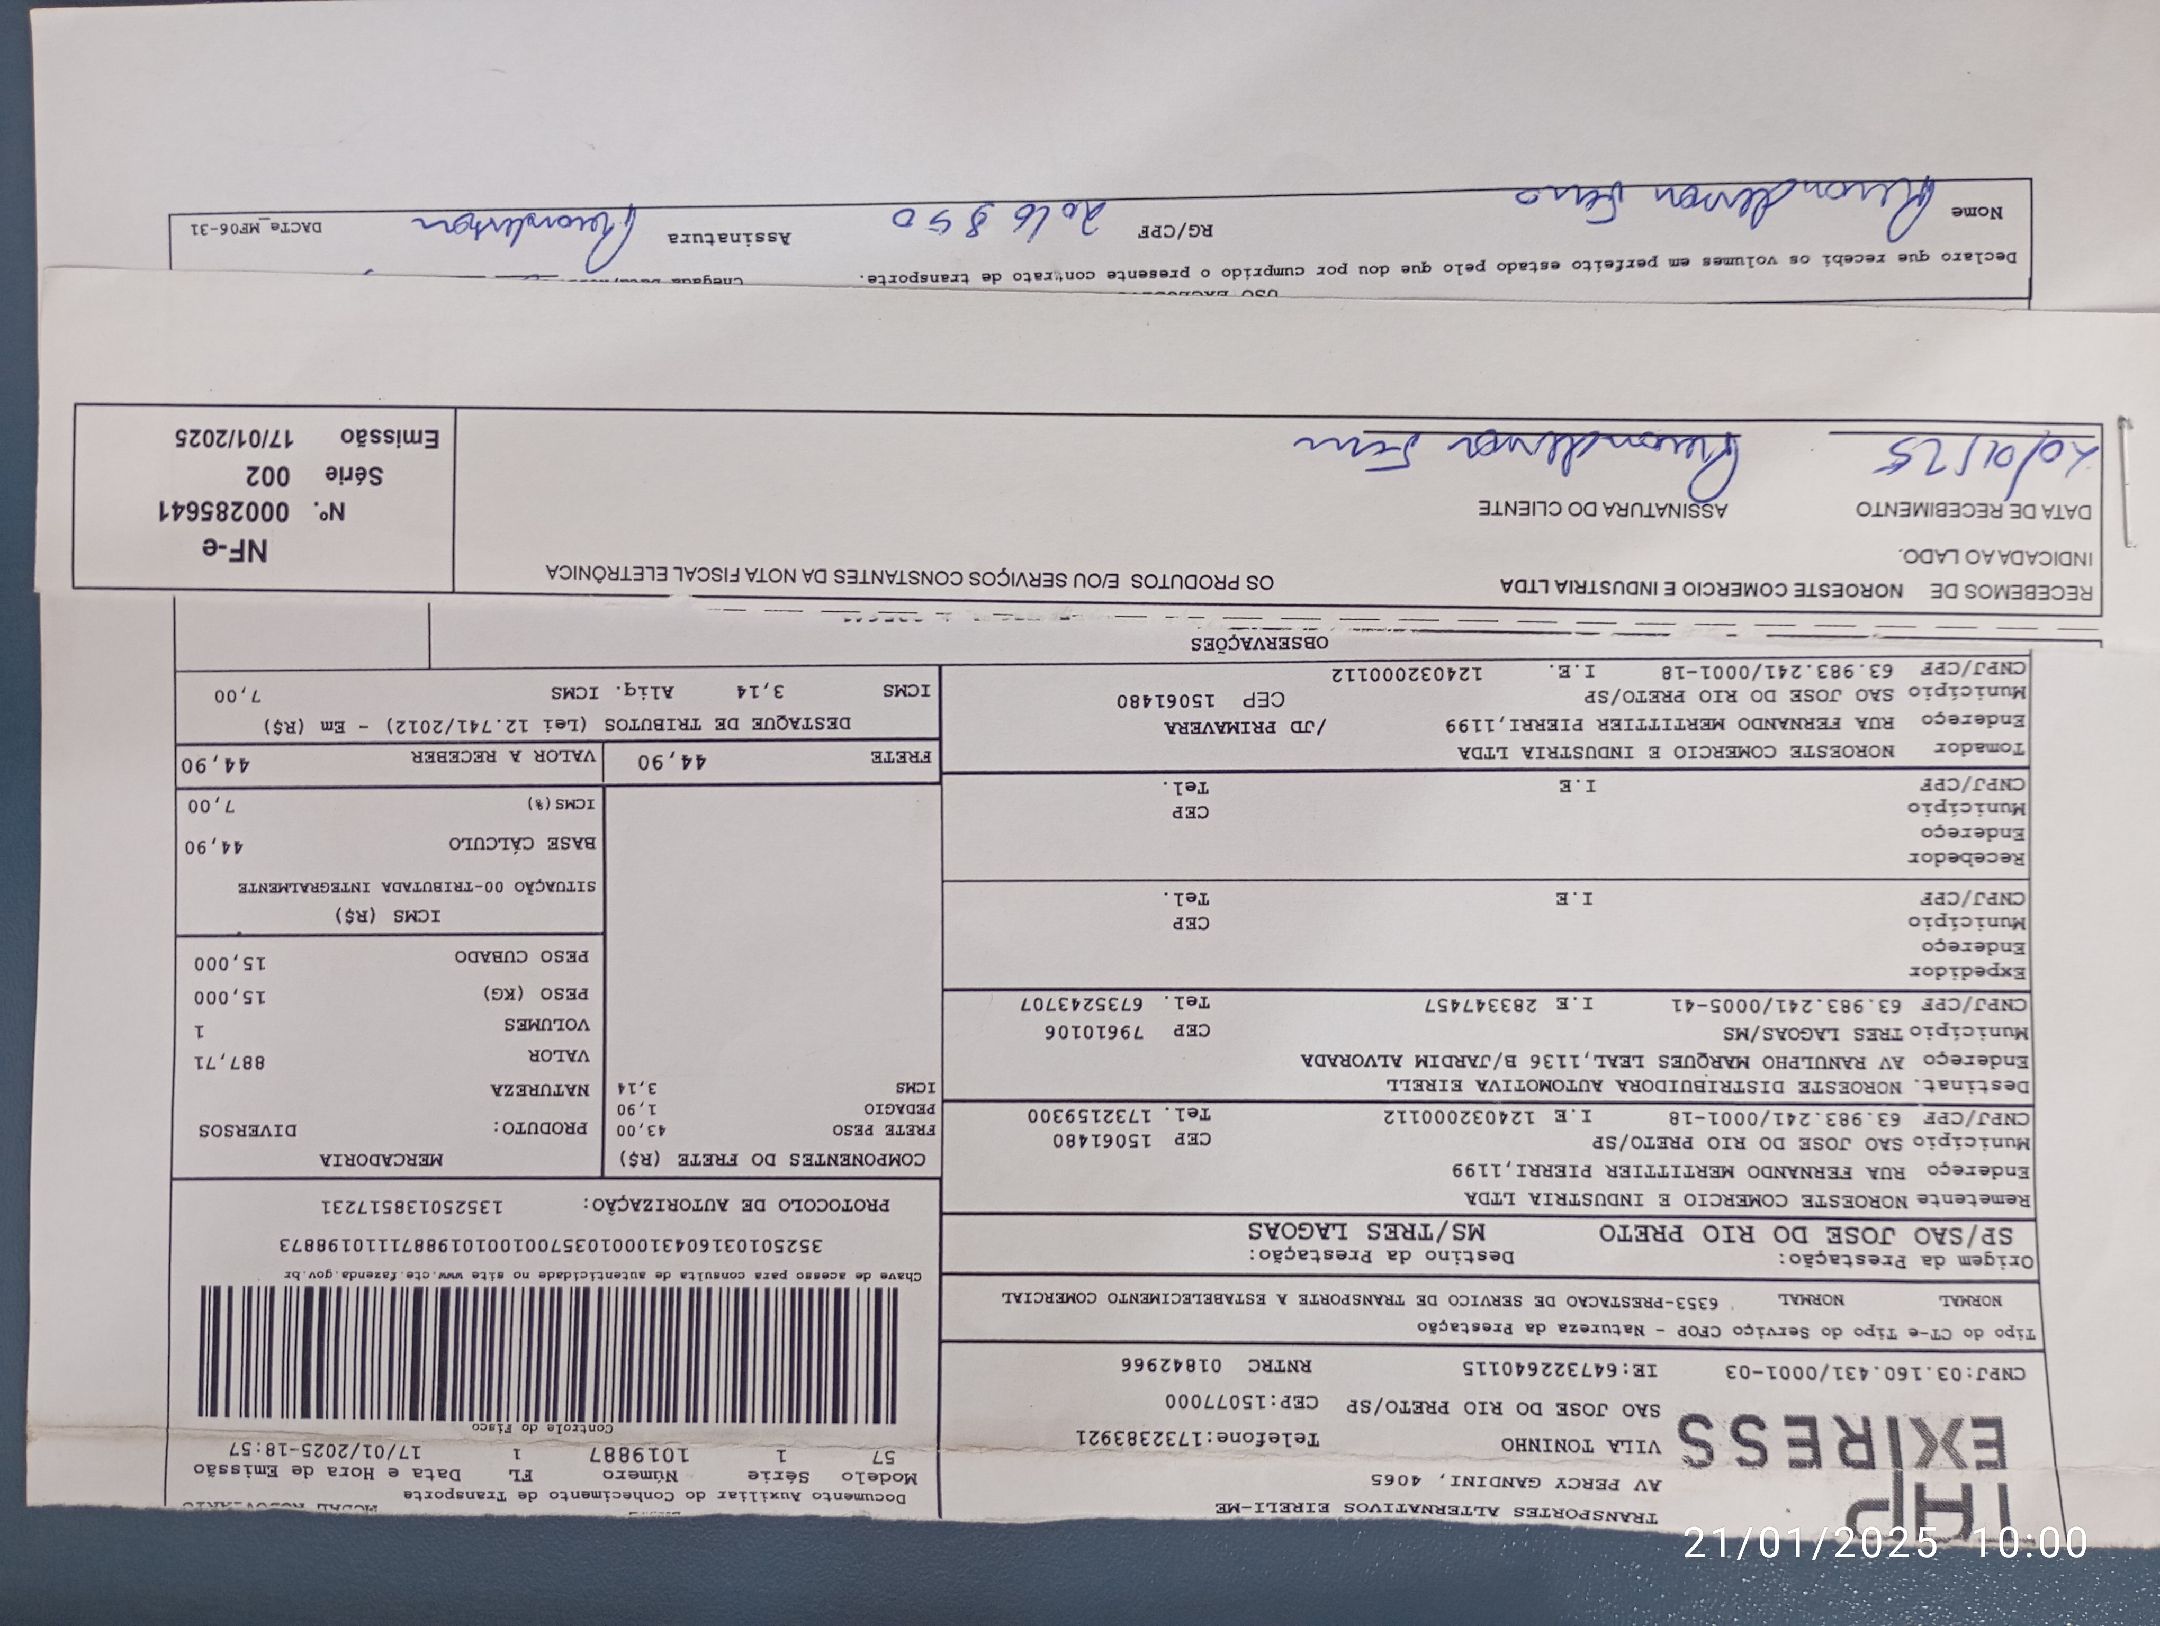 TAP
EXIRESS
TRANSPORTES ALTERNATIVOS EIRELI-ME
AV PERCY GANDINI, 4065
VILA TONINHO Telefone:1732383921
SAO JOSE DO RIO PRETO/SP CEP:15077000
CNPJ:03.160.431/0001-03 IE:647322640115 RNTRC 01842966
Tipo do CT-e Tipo do Serviço CFOP - Natureza da Prestação
NORMAL NORMAL 6353-PRESTACAO DE SERVICO DE TRANSPORTE A ESTABELECIMENTO COMERCIAL
Origem da Prestação: Destino da Prestação:
SP/SAO JOSE DO RIO PRETO MS/TRES LAGOAS
Remetente NOROESTE COMERCIO E INDUSTRIA LTDA
Endereço RUA FERNANDO MERTITTIER PIERRI,1199
Município SAO JOSE DO RIO PRETO/SP CEP 15061480
CNPJ/CPF 63.983.241/0001-18 I.E 124032000112 Tel. 1732159300
Destinat. NOROESTE DISTRIBUIDORA AUTOMOTIVA EIRELL
Endereço AV RANULPHO MARQUES LEAL,1136 B/JARDIM ALVORADA
Município TRES LAGOAS/MS CEP 79610106
CNPJ/CPF 63.983.241/0005-41 I.E 283347457 Tel. 6735243707
Expedidor
Endereço
Município CEP
CNPJ/CPF I.E Tel.
Recebedor
Endereço
Município CEP
CNPJ/CPF I.E Tel.
Tomador NOROESTE COMERCIO E INDUSTRIA LTDA
Endereço RUA FERNANDO MERTITTIER PIERRI,1199 /JD PRIMAVERA
Município SAO JOSE DO RIO PRETO/SP CEP 15061480
CNPJ/CPF 63.983.241/0001-18 I.E. 124032000112
Documento Auxiliar do Conhecimento de Transporte
Modelo Série Número FL Data e Hora de Emissão
57 1 1019887 1 17/01/2025-18:57
Controle do Fisco
Chave de acesso para consulta de autenticidade no site www.cte.fazenda.gov.br
35250103160431000103570010010198871110198873
PROTOCOLO DE AUTORIZAÇÃO: 135250138517231
COMPONENTES DO FRETE (R$)
FRETE PESO 43,00
PEDAGIO 1,90
ICMS 3,14
MERCADORIA
PRODUTO: DIVERSOS
NATUREZA
VALOR 887,71
VOLUMES 1
PESO (KG) 15,000
PESO CUBADO 15,000
ICMS (R$)
SITUAÇÃO 00-TRIBUTADA INTEGRALMENTE
BASE CÁLCULO 44,90
ICMS(%) 7,00
FRETE 44,90 VALOR A RECEBER 44,90
DESTAQUE DE TRIBUTOS (Lei 12.741/2012) - Em (R$)
ICMS 3,14 Aliq. ICMS 7,00
OBSERVAÇÕES
RECEBEMOS DE NOROESTE COMERCIO E INDUSTRIA LTDA OS PRODUTOS E/OU SERVIÇOS CONSTANTES DA NOTA FISCAL ELETRÔNICA
INDICADA AO LADO.
DATA DE RECEBIMENTO ASSINATURA DO CLIENTE
20/01/25
NF-e
Nº. 000285641
Série 002
Emissão 17/01/2025
Declaro que recebi os volumes em perfeito estado pelo que dou por cumprido o presente contrato de transporte.
Nome RG/CPF 2016850 Assinatura
DACTe_MF06-31
21/01/2025 10:00